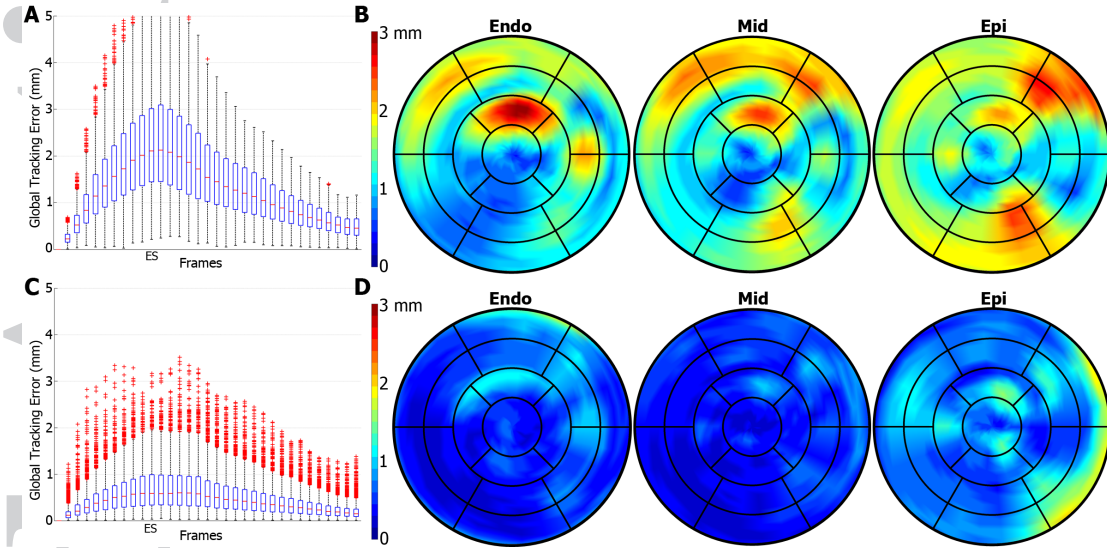 A
Global Tracking Error (mm)
5
4
3
2
1
0
ES
Frames
B
3 mm
2
1
0
Endo
Mid
Epi
C
Global Tracking Error (mm)
5
4
3
2
1
0
ES
Frames
D
3 mm
2
1
0
Endo
Mid
Epi